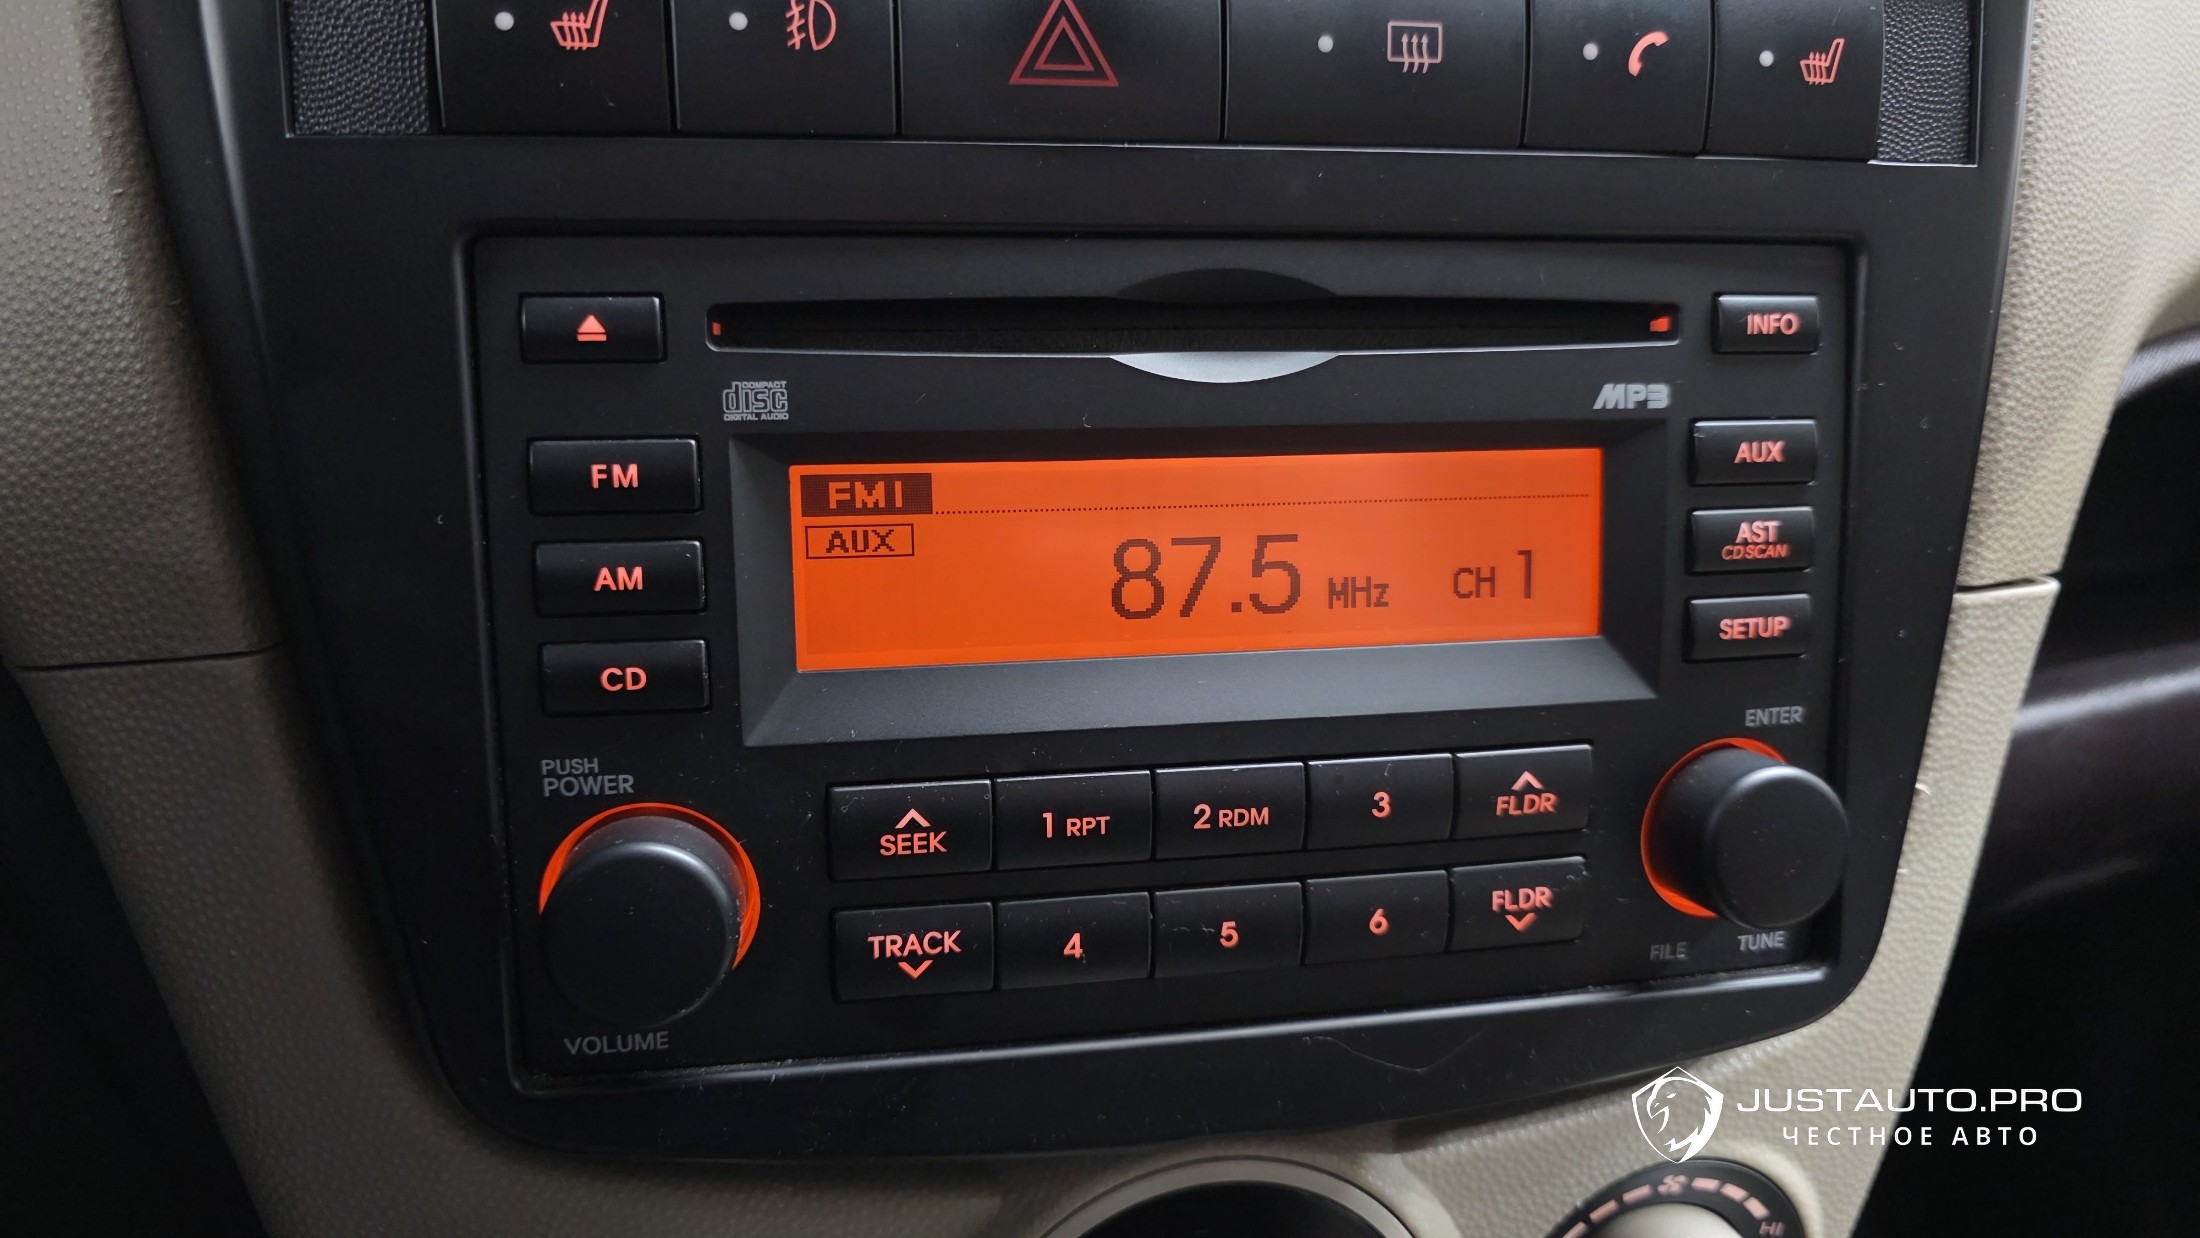 INFO
COMPACT
disc
DIGITAL AUDIO
MP3
FM
AM
CD
FM1
AUX
87.5 MHz CH 1
AUX
AST
CD SCAN
SETUP
PUSH
POWER
VOLUME
SEEK
1 RPT
2 RDM
3
FLDR
TRACK
4
5
6
FLDR
ENTER
FILE
TUNE
JUSTAUTO.PRO
ЧЕСТНОЕ АВТО
HI